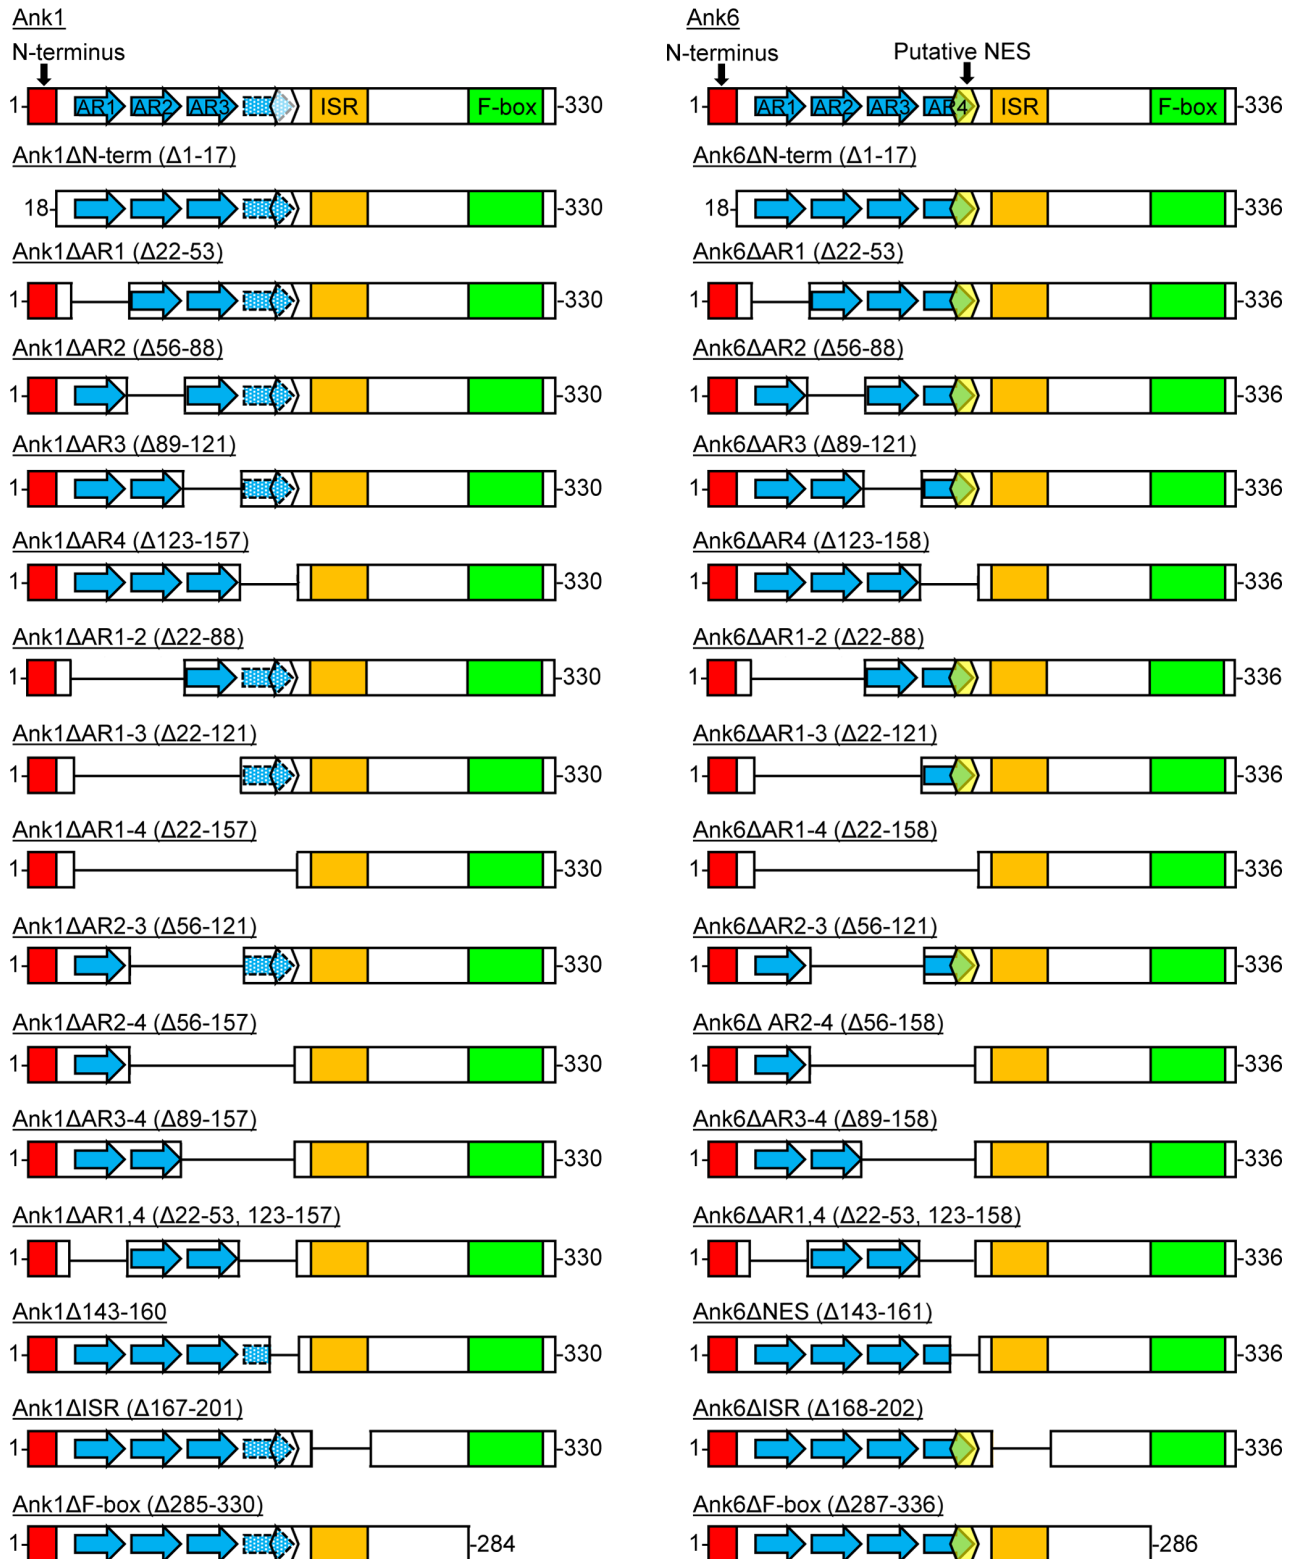 Ank1
N-terminus
1- AR1 AR2 AR3 ISR F-box -330
Ank1ΔN-term (Δ1-17)
18- -330
Ank1ΔAR1 (Δ22-53)
1- -330
Ank1ΔAR2 (Δ56-88)
1- -330
Ank1ΔAR3 (Δ89-121)
1- -330
Ank1ΔAR4 (Δ123-157)
1- -330
Ank1ΔAR1-2 (Δ22-88)
1- -330
Ank1ΔAR1-3 (Δ22-121)
1- -330
Ank1ΔAR1-4 (Δ22-157)
1- -330
Ank1ΔAR2-3 (Δ56-121)
1- -330
Ank1ΔAR2-4 (Δ56-157)
1- -330
Ank1ΔAR3-4 (Δ89-157)
1- -330
Ank1ΔAR1,4 (Δ22-53, 123-157)
1- -330
Ank1Δ143-160
1- -330
Ank1ΔISR (Δ167-201)
1- -330
Ank1ΔF-box (Δ285-330)
1- -284
Ank6
N-terminus Putative NES
1- AR1 AR2 AR3 AR4 ISR F-box -336
Ank6ΔN-term (Δ1-17)
18- -336
Ank6ΔAR1 (Δ22-53)
1- -336
Ank6ΔAR2 (Δ56-88)
1- -336
Ank6ΔAR3 (Δ89-121)
1- -336
Ank6ΔAR4 (Δ123-158)
1- -336
Ank6ΔAR1-2 (Δ22-88)
1- -336
Ank6ΔAR1-3 (Δ22-121)
1- -336
Ank6ΔAR1-4 (Δ22-158)
1- -336
Ank6ΔAR2-3 (Δ56-121)
1- -336
Ank6Δ AR2-4 (Δ56-158)
1- -336
Ank6ΔAR3-4 (Δ89-158)
1- -336
Ank6ΔAR1,4 (Δ22-53, 123-158)
1- -336
Ank6ΔNES (Δ143-161)
1- -336
Ank6ΔISR (Δ168-202)
1- -336
Ank6ΔF-box (Δ287-336)
1- -286